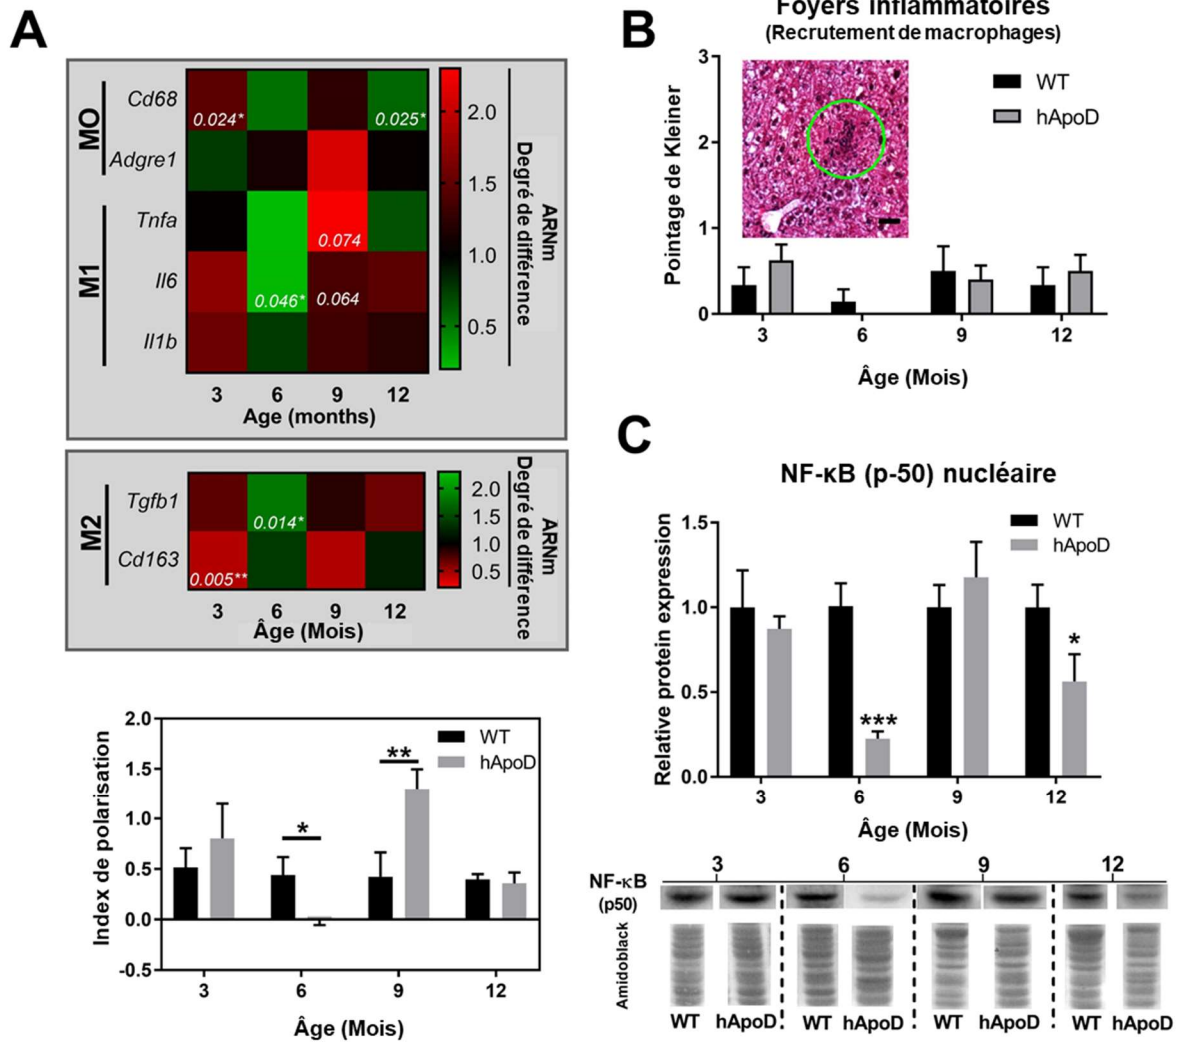 A
MO
Cd68
Adgre1
0.024*
0.025*
M1
Tnfa
Il6
Il1b
0.074
0.046*
0.064
2.0
1.5
1.0
0.5
Degré de différence
ARNm
3 6 9 12
Age (months)
M2
Tgfb1
Cd163
0.014*
0.005**
2.0
1.5
1.0
0.5
Degré de différence
ARNm
3 6 9 12
Âge (Mois)
Index de polarisation
2.0
1.5
1.0
0.5
0.0
-0.5
WT
hApoD
*
**
3 6 9 12
Âge (Mois)
B
Foyers Inflammatoires
(Recrutement de macrophages)
Pointage de Kleiner
3
2
1
0
WT
hApoD
3 6 9 12
Âge (Mois)
C
NF-κB (p-50) nucléaire
Relative protein expression
1.5
1.0
0.5
0.0
WT
hApoD
***
*
3 6 9 12
Âge (Mois)
3 6 9 12
NF-κB
(p50)
Amidoblack
WT hApoD WT hApoD WT hApoD WT hApoD